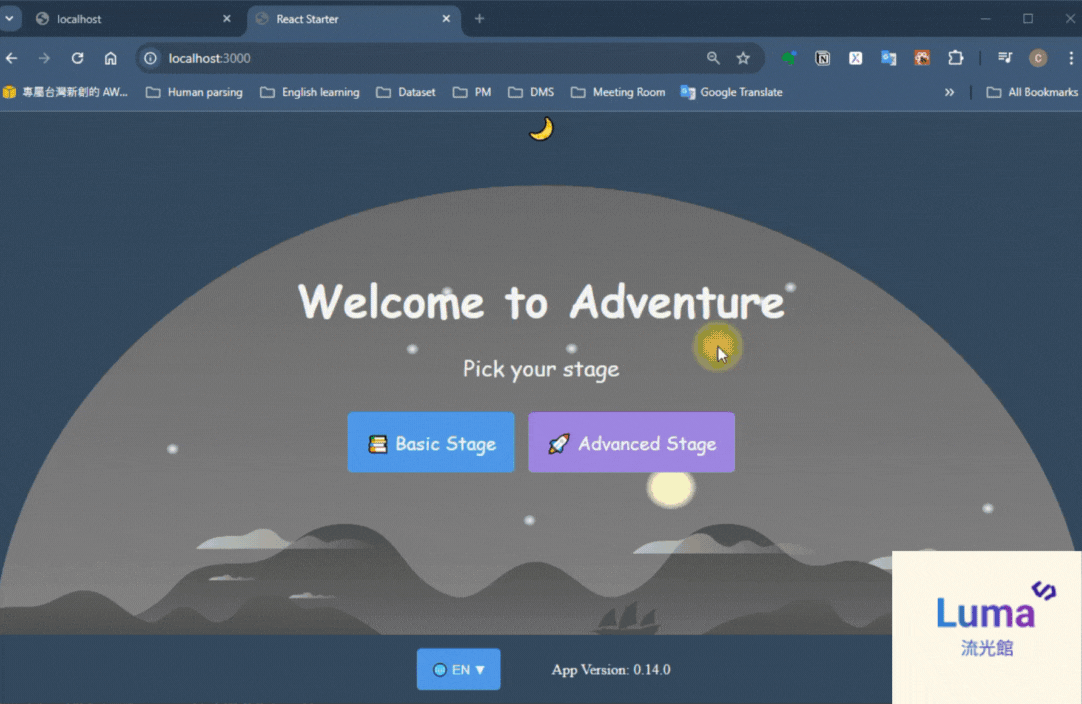 localhost
React Starter
localhost:3000
專屬台灣新創的 AW...
Human parsing
English learning
Dataset
PM
DMS
Meeting Room
Google Translate
All Bookmarks
Welcome to Adventure
Pick your stage
Basic Stage
Advanced Stage
EN ▼
App Version: 0.14.0
Luma
流光館